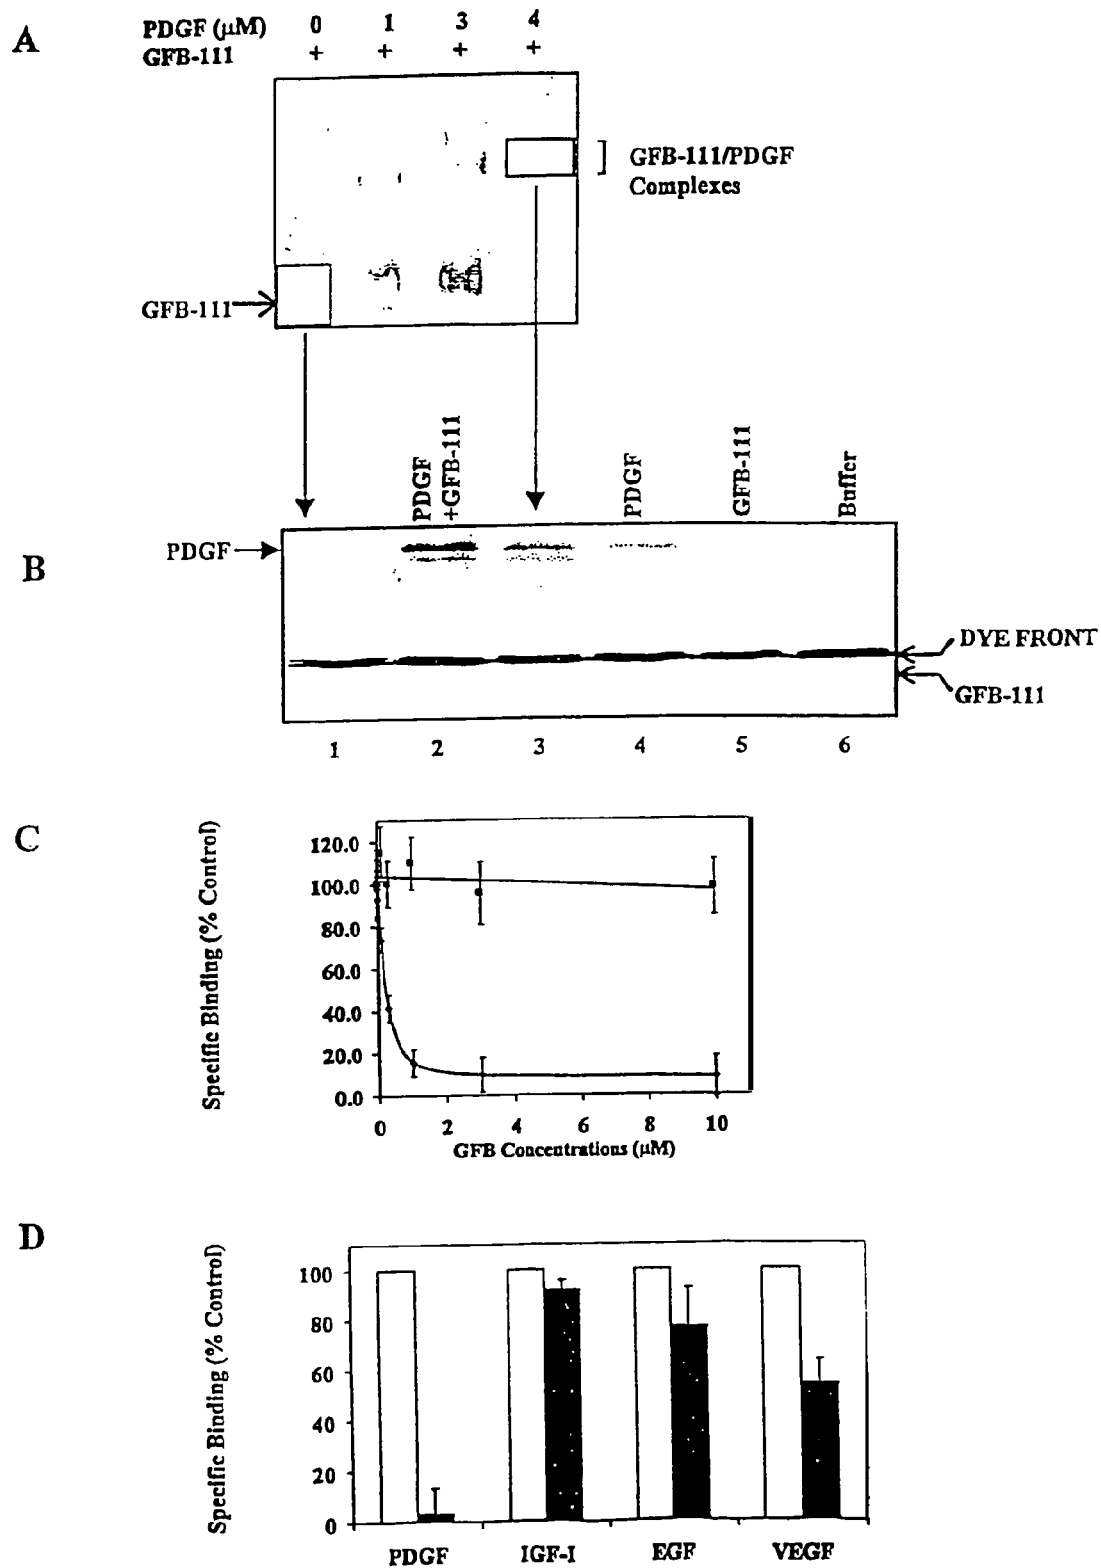 A
PDGF (μM) 0 1 3 4
GFB-111 + + + +
GFB-111/PDGF
Complexes
GFB-111
PDGF
+GFB-111
PDGF
GFB-111
Buffer
B
PDGF
DYE FRONT
GFB-111
1 2 3 4 5 6
C
Specific Binding (% Control)
120.0
100.0
80.0
60.0
40.0
20.0
0.0
0 2 4 6 8 10
GFB Concentrations (μM)
D
Specific Binding (% Control)
100
80
60
40
20
0
PDGF IGF-I EGF VEGF